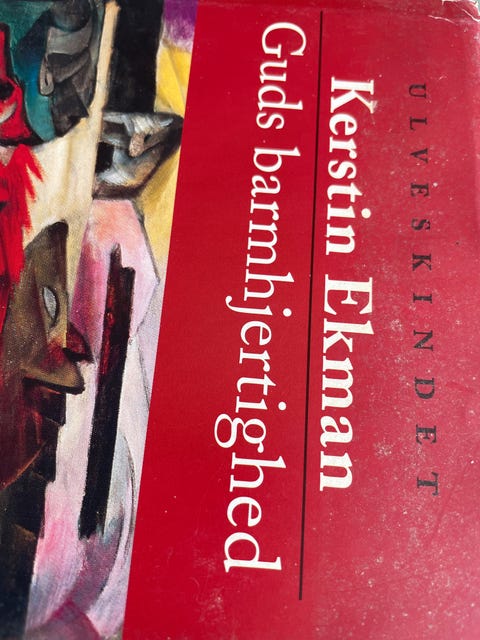 ULVESKINDET
Kerstin Ekman
Guds barmhjertighed